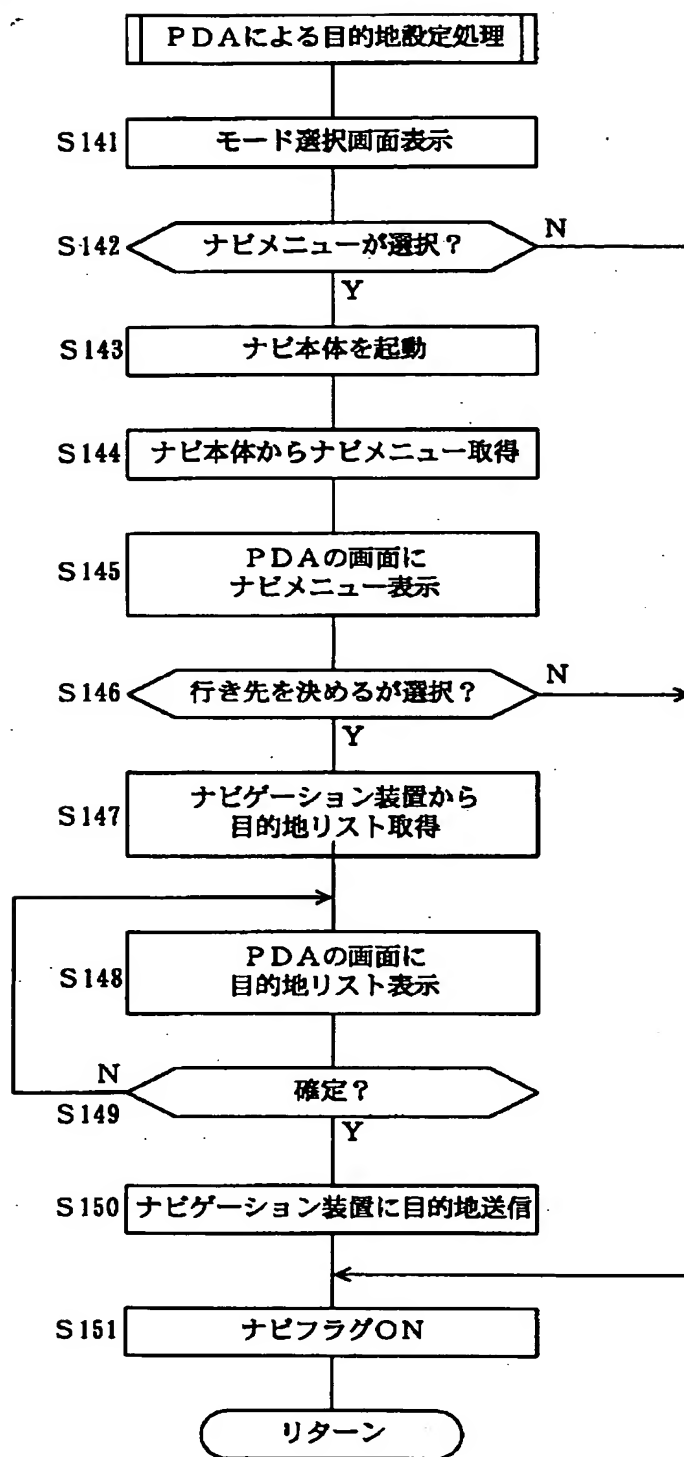 PDAによる目的地設定処理
S141 モード選択画面表示
S142 ナビメニューが選択? N
Y
S143 ナビ本体を起動
S144 ナビ本体からナビメニュー取得
S145 PDAの画面に
ナビメニュー表示
S146 行き先を決めるが選択? N
Y
S147 ナビゲーション装置から
目的地リスト取得
S148 PDAの画面に
目的地リスト表示
N
S149 確定?
Y
S150 ナビゲーション装置に目的地送信
S151 ナビフラグON
リターン